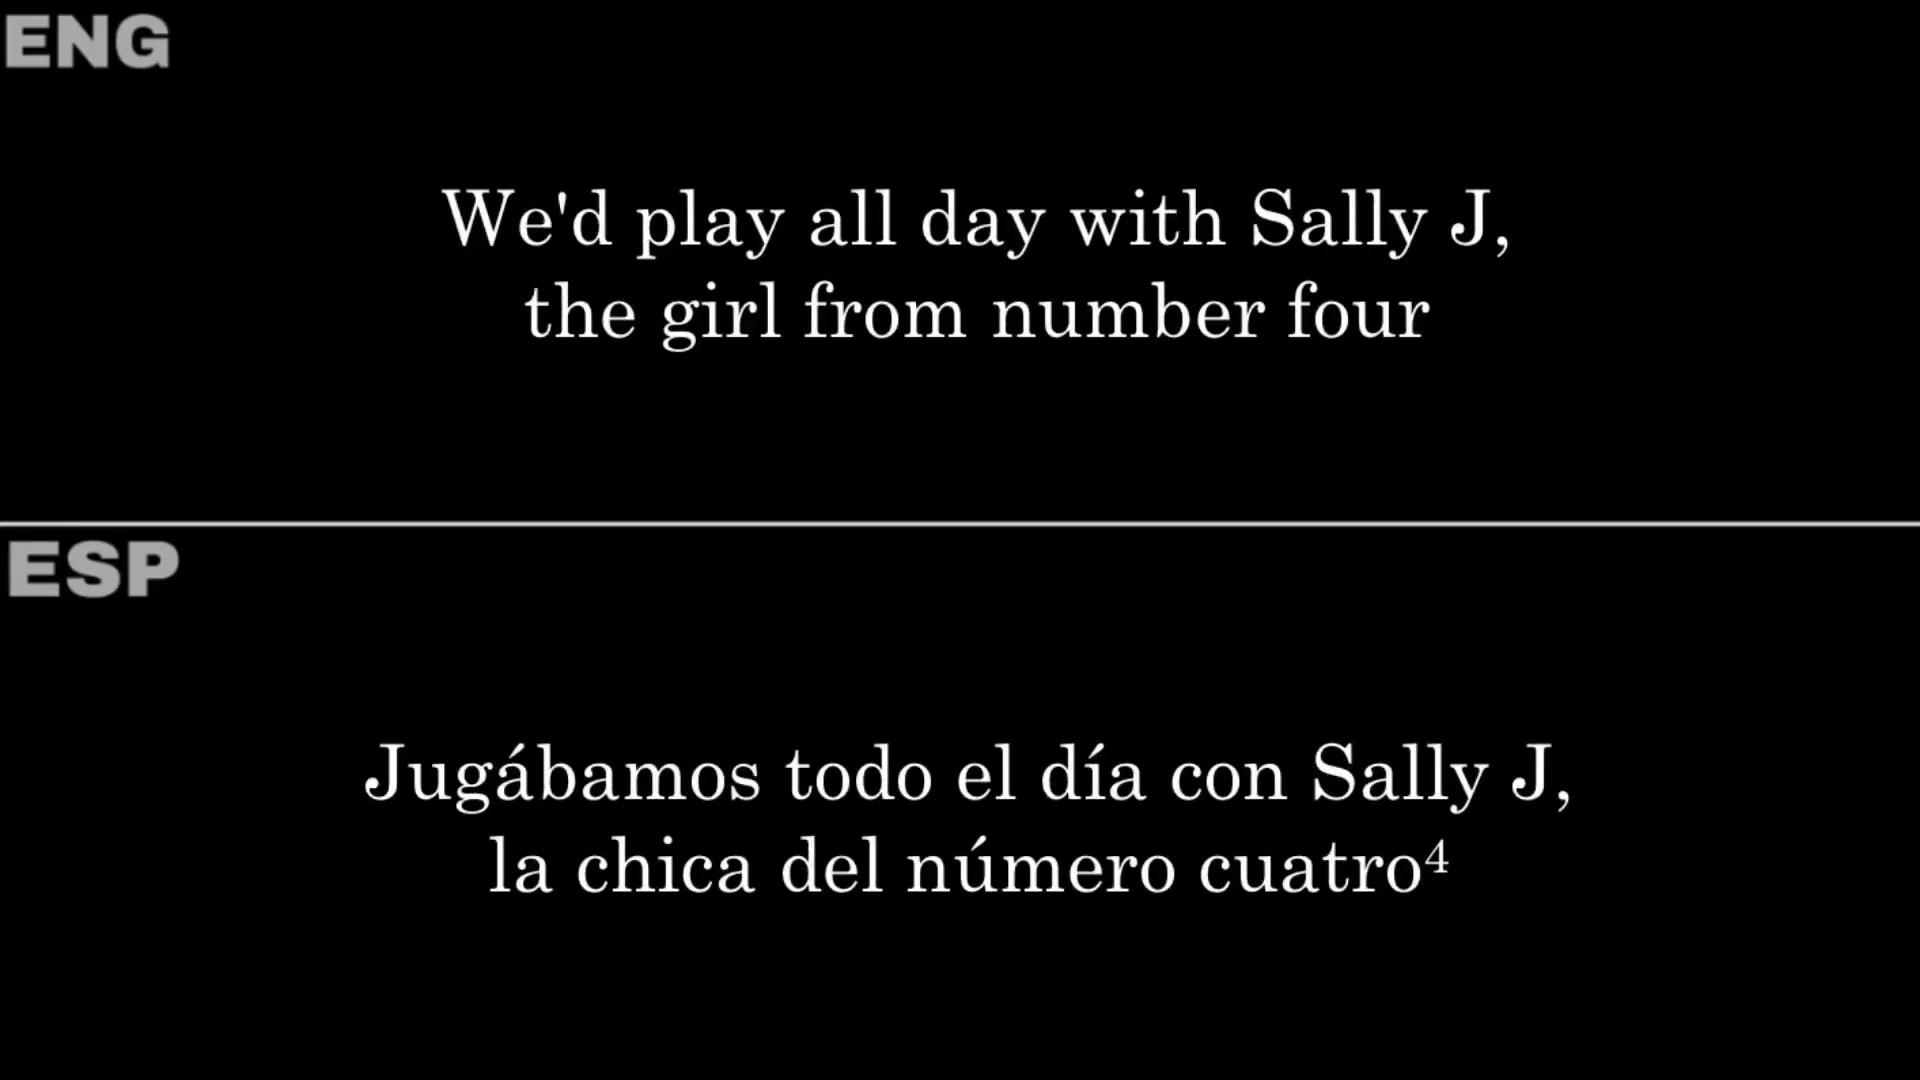 ENG
We'd play all day with Sally J,
the girl from number four
ESP
Jugábamos todo el día con Sally J,
la chica del número cuatro⁴